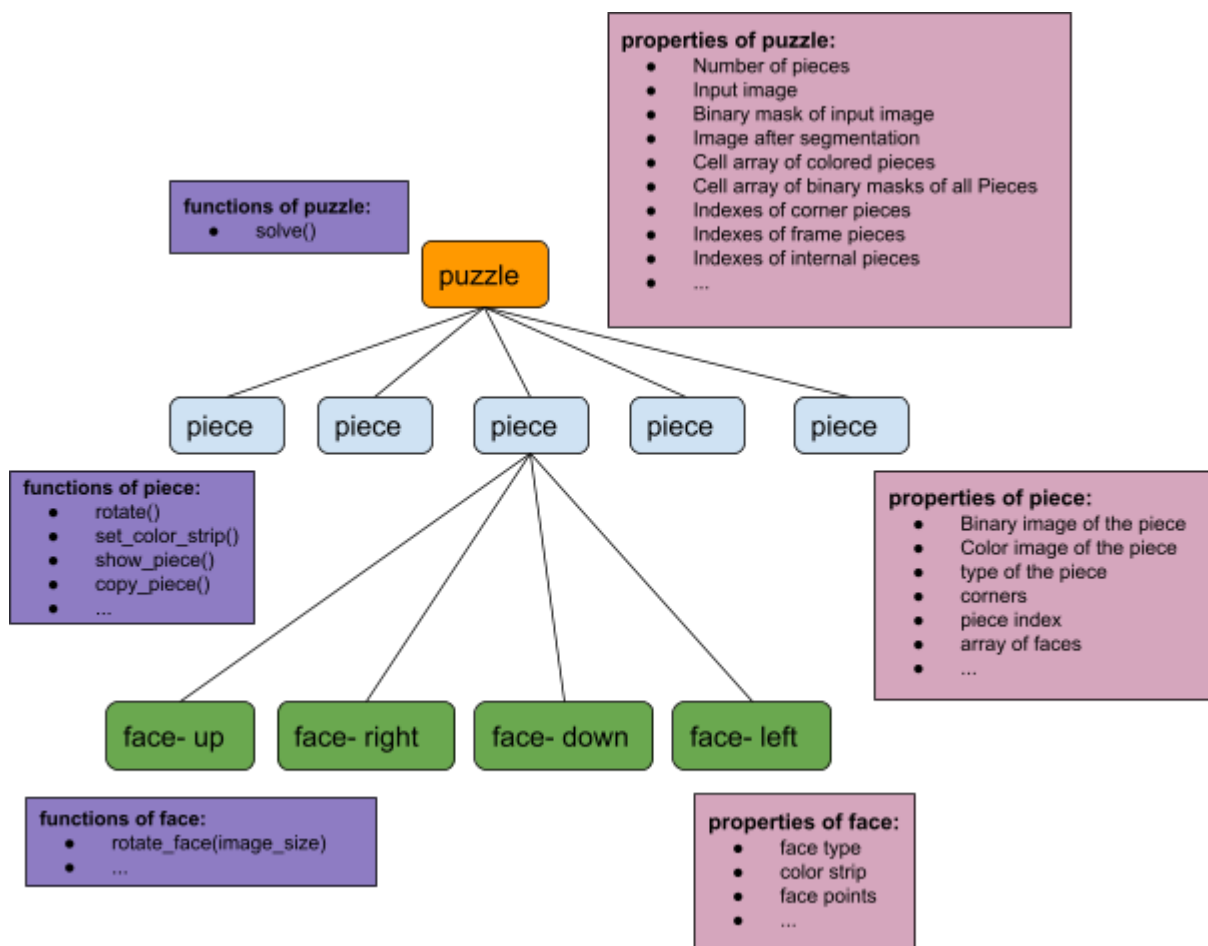 properties of puzzle:
● Number of pieces
● Input image
● Binary mask of input image
● Image after segmentation
● Cell array of colored pieces
● Cell array of binary masks of all Pieces
● Indexes of corner pieces
● Indexes of frame pieces
● Indexes of internal pieces
● ...
functions of puzzle:
● solve()
puzzle
piece
piece
piece
piece
piece
functions of piece:
● rotate()
● set_color_strip()
● show_piece()
● copy_piece()
● ...
properties of piece:
● Binary image of the piece
● Color image of the piece
● type of the piece
● corners
● piece index
● array of faces
● ...
face- up
face- right
face- down
face- left
functions of face:
● rotate_face(image_size)
● ...
properties of face:
● face type
● color strip
● face points
● ...